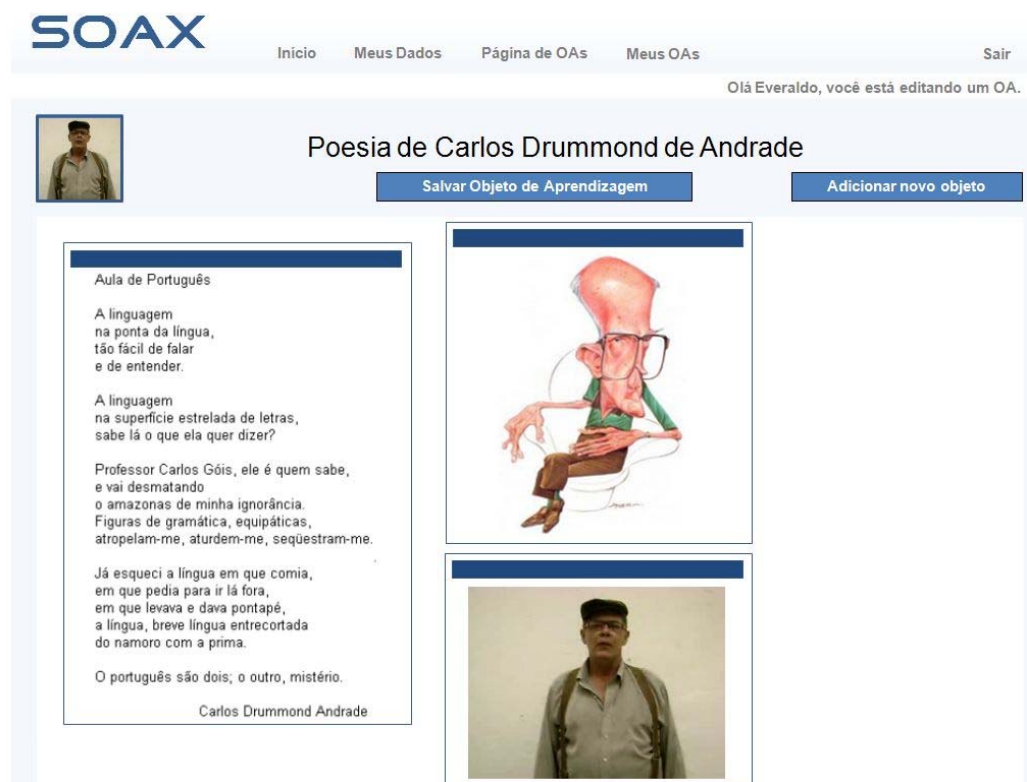 SOAX
Início Meus Dados Página de OAs Meus OAs Sair
Olá Everaldo, você está editando um OA.
Poesia de Carlos Drummond de Andrade
Salvar Objeto de Aprendizagem Adicionar novo objeto
Aula de Português
A linguagem
na ponta da língua,
tão fácil de falar
e de entender.
A linguagem
na superfície estrelada de letras,
sabe lá o que ela quer dizer?
Professor Carlos Góis, ele é quem sabe,
e vai desmatando
o amazonas de minha ignorância.
Figuras de gramática, equipáticas,
atropelam-me, aturdem-me, seqüestram-me.
Já esqueci a língua em que comia,
em que pedia para ir lá fora,
em que levava e dava pontapé,
a língua, breve língua entrecortada
do namoro com a prima.
O português são dois; o outro, mistério.
Carlos Drummond Andrade